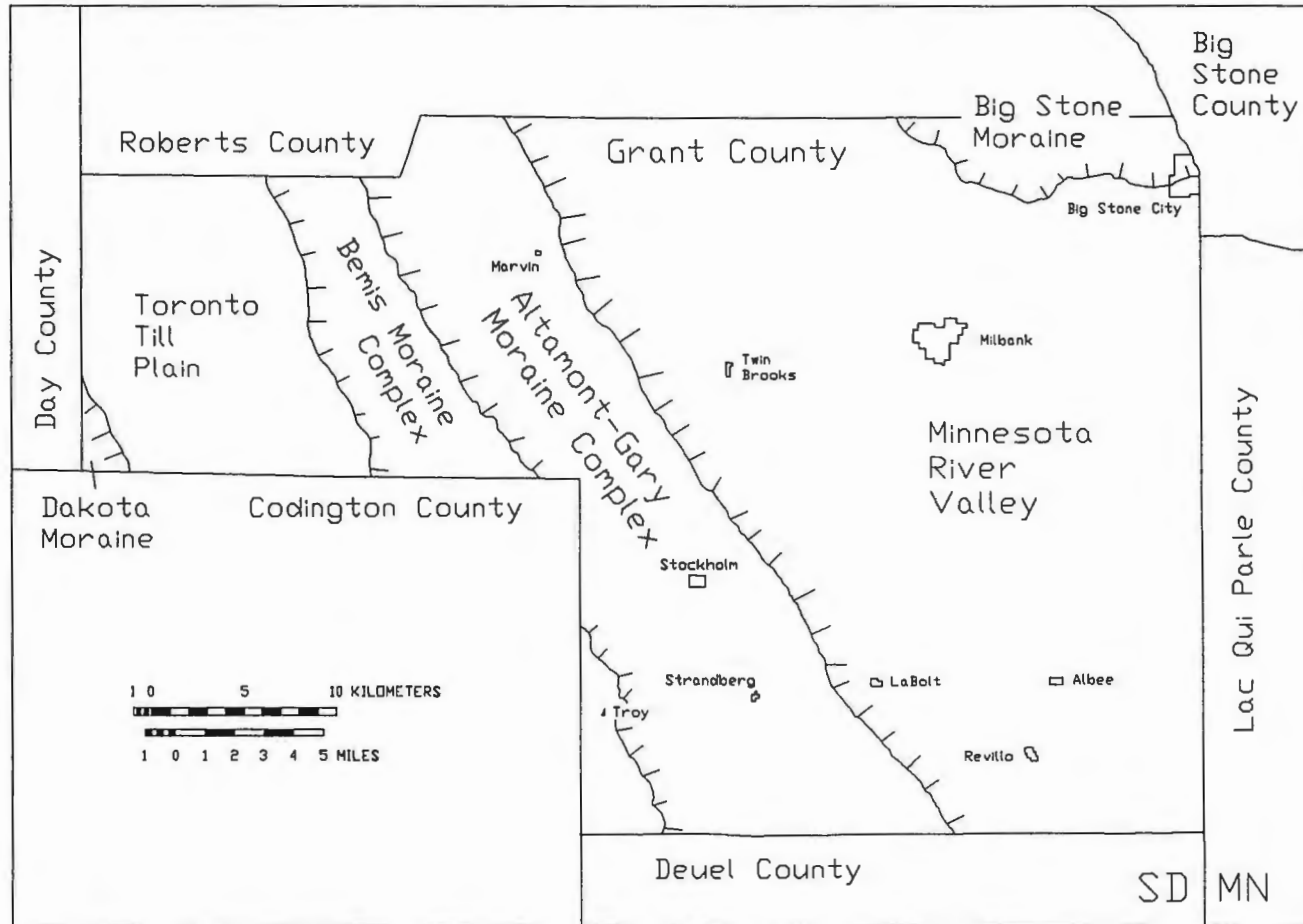 Big
Stone
County
Big Stone
Moraine
Roberts County
Grant County
Big Stone City
Day County
Toronto
Till
Plain
Bemis Moraine
Complex
Marvin
Altamont-Gary
Moraine Complex
Twin
Brooks
Milbank
Minnesota
River
Valley
Lac Qui Parle County
Dakota
Moraine
Codington County
Stockholm
Strandberg
Troy
LaBolt
Albee
Revillo
1 0 5 10 KILOMETERS
1 0 1 2 3 4 5 MILES
Deuel County
SD MN